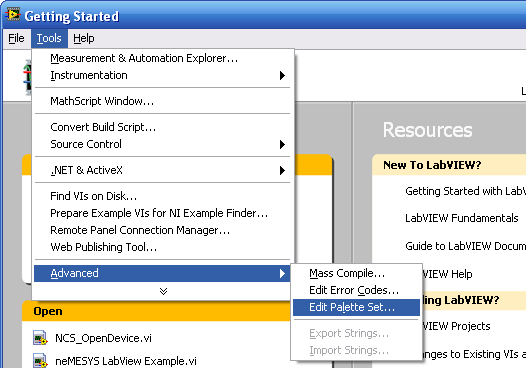 Getting Started
File Tools Help
Measurement & Automation Explorer...
Instrumentation
MathScript Window...
Convert Build Script...
Source Control
.NET & ActiveX
Find VIs on Disk...
Prepare Example VIs for NI Example Finder...
Remote Panel Connection Manager...
Web Publishing Tool...
Advanced
Mass Compile...
Edit Error Codes...
Edit Palette Set...
Export Strings...
Import Strings...
Open
NCS_OpenDevice.vi
neMESYS LabView Example.vi
L
Resources
New To LabVIEW?
Getting Started with LabV
LabVIEW Fundamentals
Guide to LabVIEW Docum
VIEW Help
ding LabVIEW?
VIEW Projects
anges to Existing VIs a